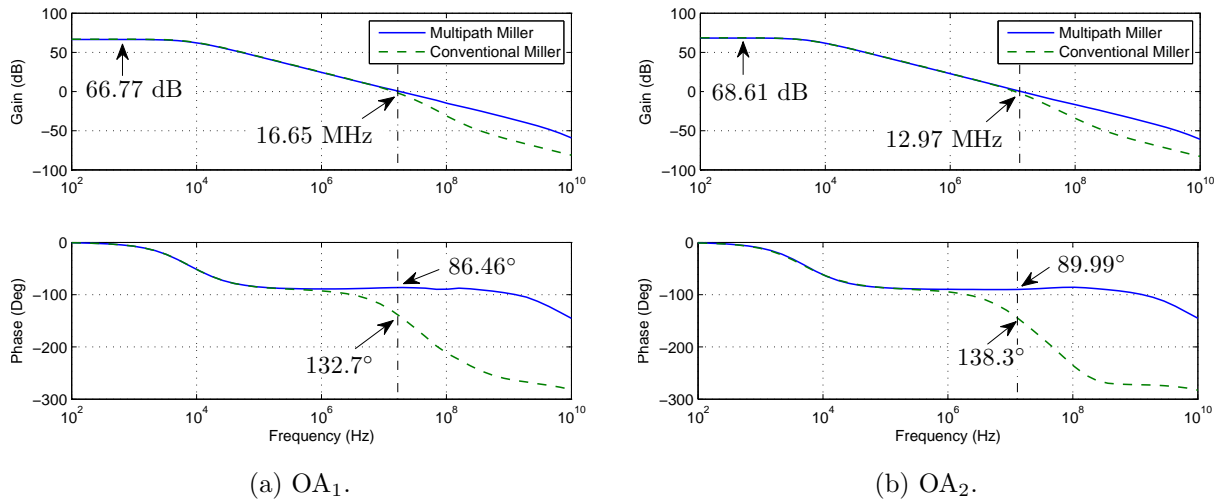 100
50
0
−50
−100
Gain (dB)
Multipath Miller
Conventional Miller
66.77 dB
16.65 MHz
10^2
10^4
10^6
10^8
10^10
0
−100
−200
−300
Phase (Deg)
86.46°
132.7°
10^2
10^4
10^6
10^8
10^10
Frequency (Hz)
(a) OA₁.
100
50
0
−50
−100
Gain (dB)
Multipath Miller
Conventional Miller
68.61 dB
12.97 MHz
10^2
10^4
10^6
10^8
10^10
0
−100
−200
−300
Phase (Deg)
89.99°
138.3°
10^2
10^4
10^6
10^8
10^10
Frequency (Hz)
(b) OA₂.